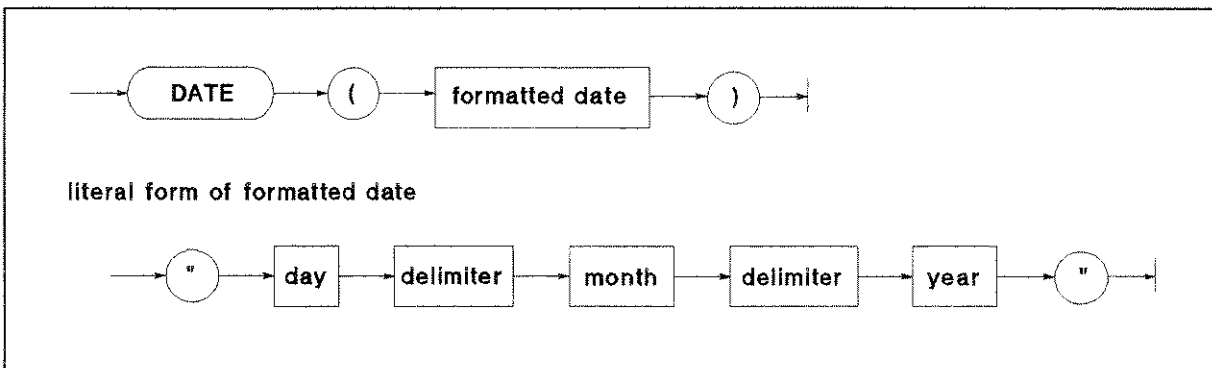 DATE ( formatted date )
literal form of formatted date
" day delimiter month delimiter year "